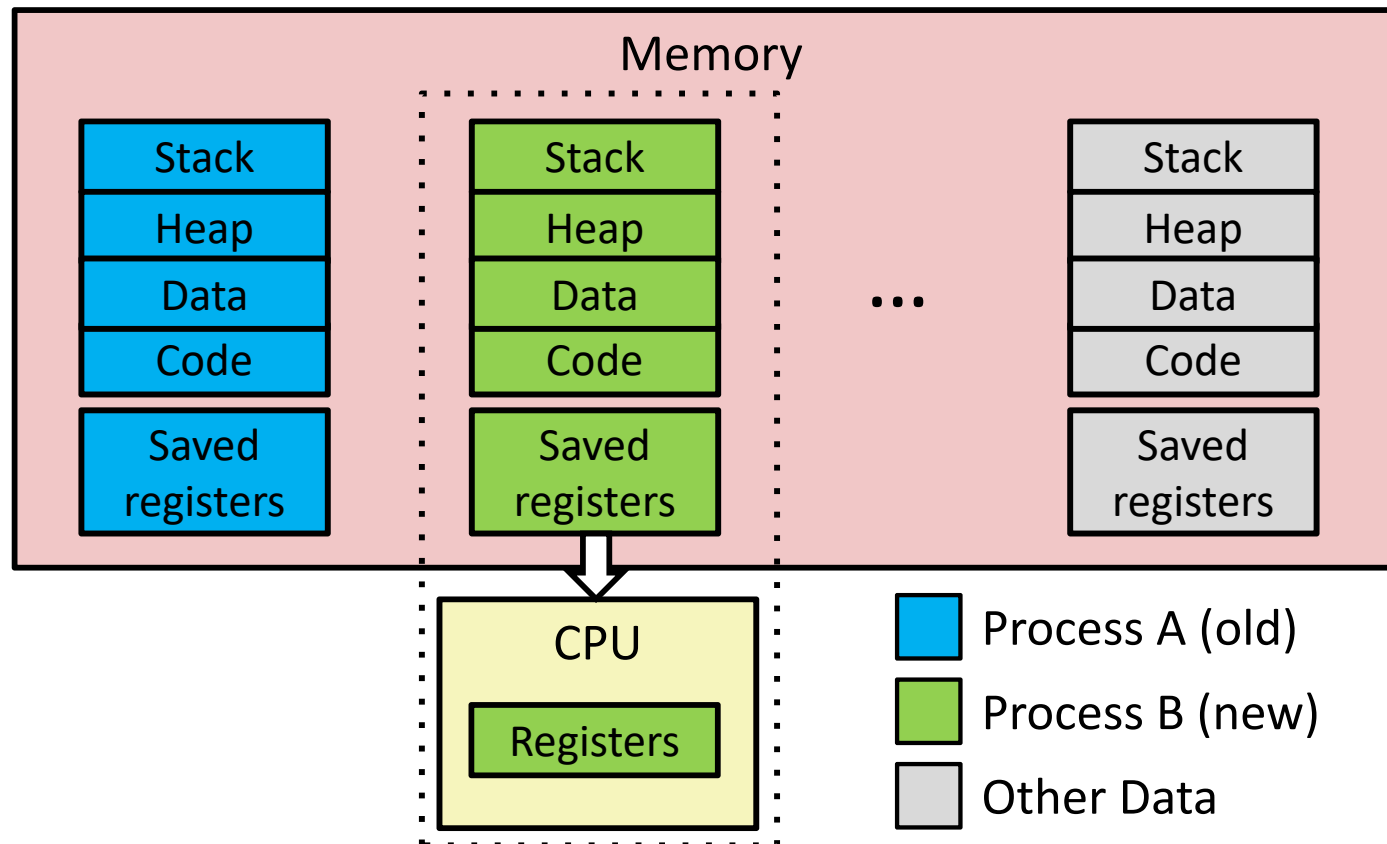 Memory
Stack
Heap
Data
Code
Saved
registers
Stack
Heap
Data
Code
Saved
registers
...
Stack
Heap
Data
Code
Saved
registers
CPU
Registers
Process A (old)
Process B (new)
Other Data